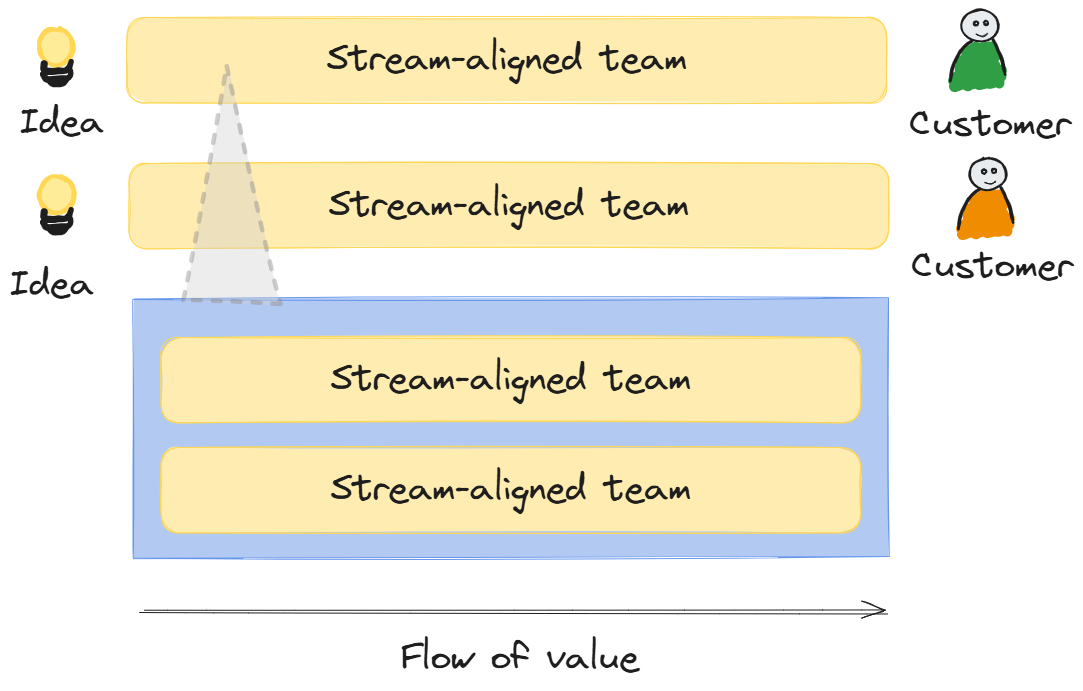 Stream-aligned team
Idea
Customer
Stream-aligned team
Idea
Customer
Stream-aligned team
Stream-aligned team
Flow of value